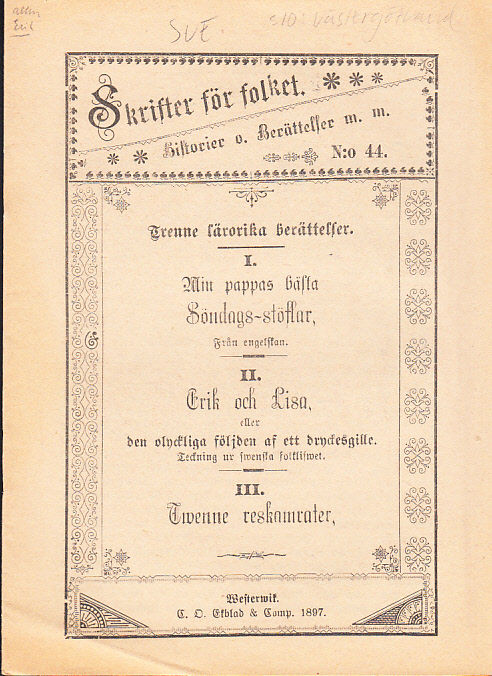 SVE.
Skrifter för folket.
Historier o. Berättelser m. m.
N:o 44.
Trenne lärorika berättelser.
I.
Min pappas bästa
Söndags-stöflar,
Från engelskan.
II.
Erik och Lisa,
eller
den olyckliga följden af ett dryckesgille.
Teckning ur swenska folklifwet.
III.
Twenne reskamrater,
Westerwik.
C. O. Ekblad & Comp. 1897.